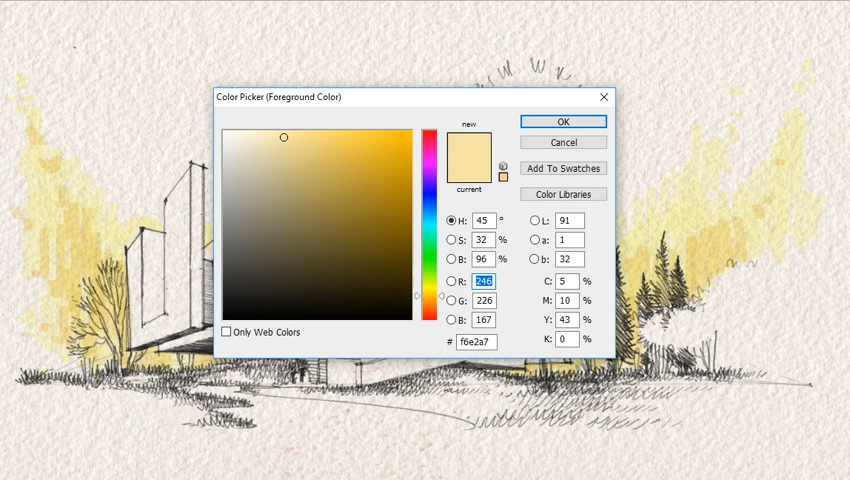 Color Picker (Foreground Color)
new
current
OK
Cancel
Add To Swatches
Color Libraries
H: 45 °
S: 32 %
B: 96 %
R: 246
G: 226
B: 167
# f6e2a7
L: 91
a: 1
b: 32
C: 5 %
M: 10 %
Y: 43 %
K: 0 %
Only Web Colors